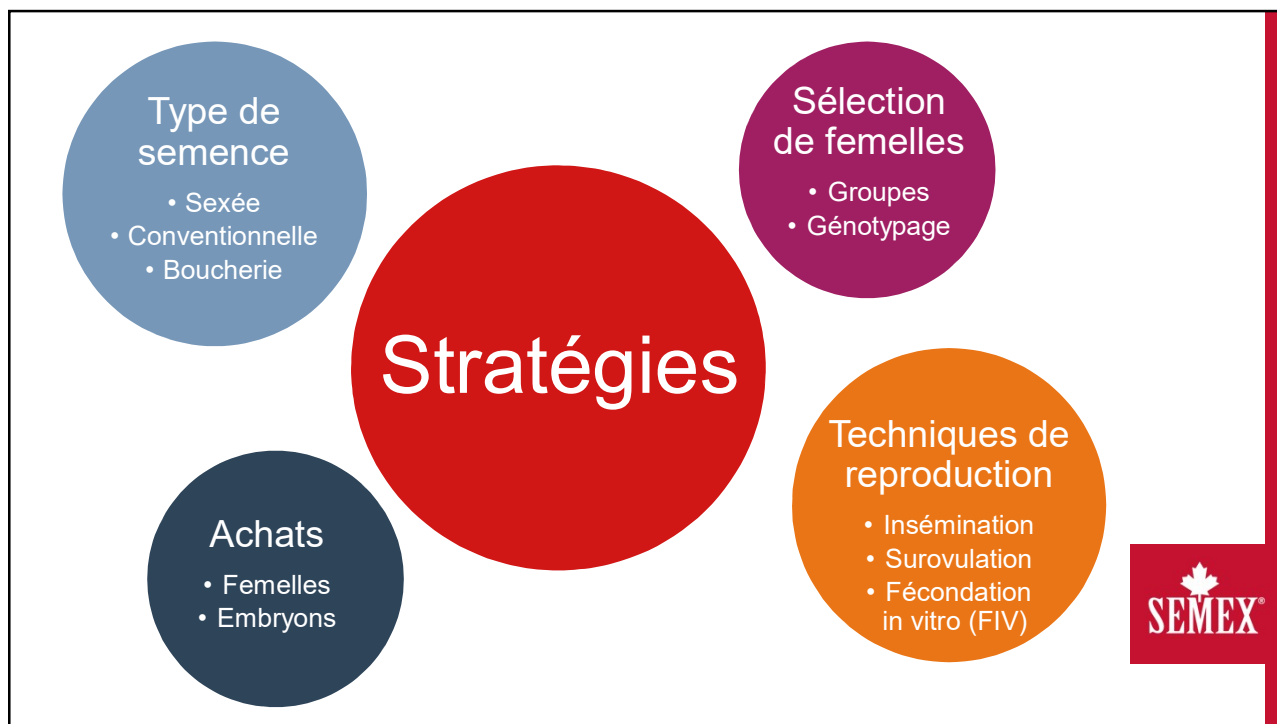 Type de
semence
• Sexée
• Conventionnelle
• Boucherie
Sélection
de femelles
• Groupes
• Génotypage
Stratégies
Achats
• Femelles
• Embryons
Techniques de
reproduction
• Insémination
• Surovulation
• Fécondation
in vitro (FIV)
SEMEX®